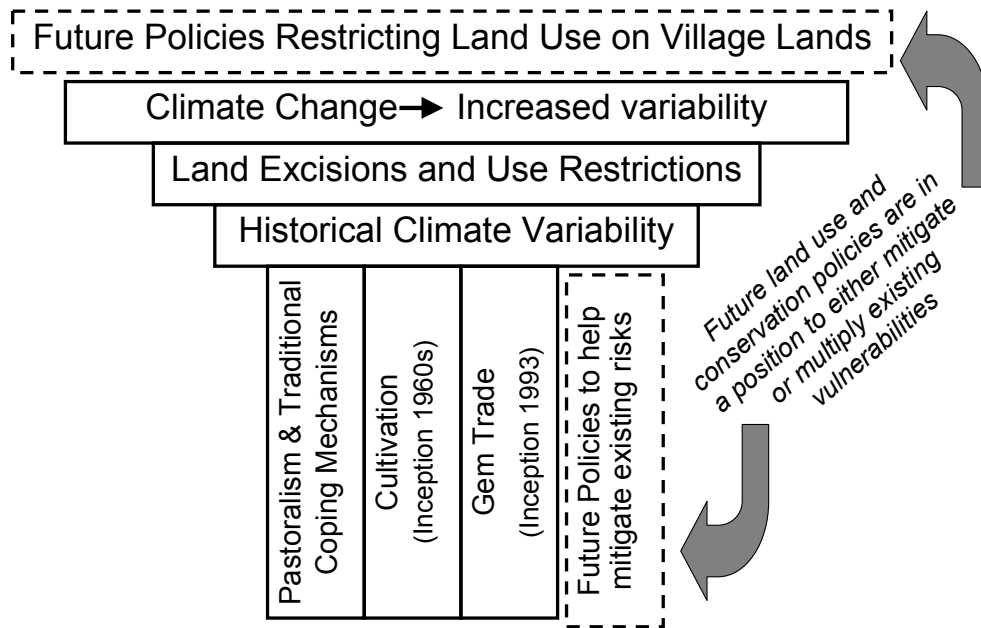 Future Policies Restricting Land Use on Village Lands
Climate Change → Increased variability
Land Excisions and Use Restrictions
Historical Climate Variability
Pastoralism & Traditional
Coping Mechanisms
Cultivation
(Inception 1960s)
Gem Trade
(Inception 1993)
Future Policies to help
mitigate existing risks
Future land use and
conservation policies are in
a position to either mitigate
or multiply existing
vulnerabilities